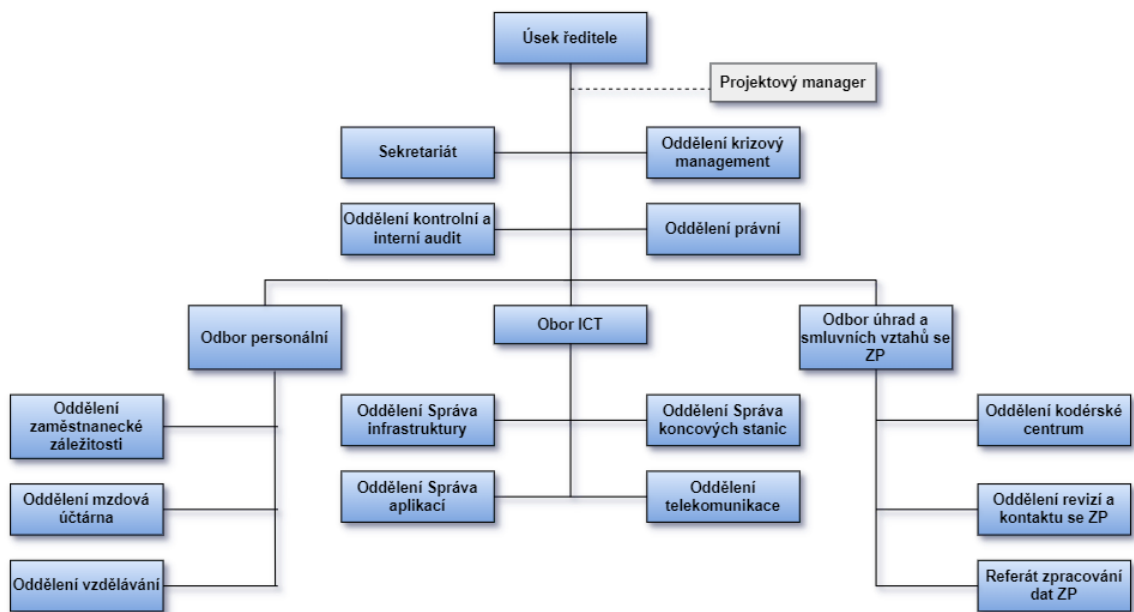 Úsek ředitele
Projektový manager
Sekretariát
Oddělení krizový
management
Oddělení kontrolní a
interní audit
Oddělení právní
Odbor personální
Obor ICT
Odbor úhrad a
smluvních vztahů se
ZP
Oddělení
zaměstnanecké
záležitosti
Oddělení Správa
infrastruktury
Oddělení Správa
koncových stanic
Oddělení kodérské
centrum
Oddělení mzdová
účtárna
Oddělení Správa
aplikací
Oddělení
telekomunikace
Oddělení revizí a
kontaktu se ZP
Oddělení vzdělávání
Referát zpracování
dat ZP